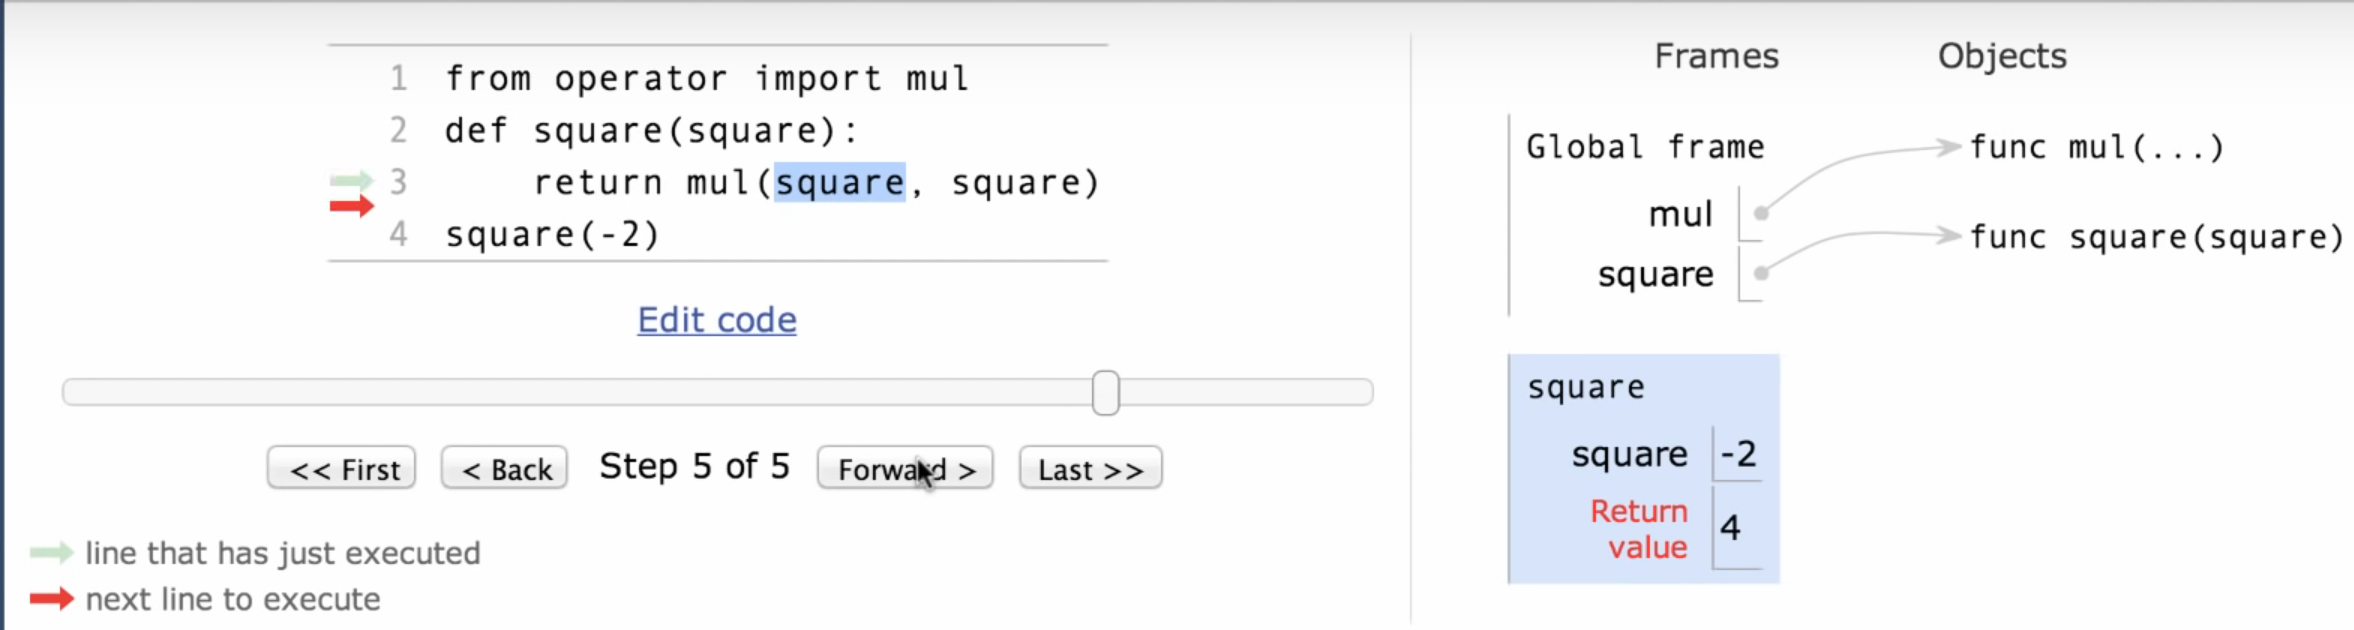 1 from operator import mul
2 def square(square):
3     return mul(square, square)
4 square(-2)
Edit code
<< First < Back Step 5 of 5 Forward > Last >>
line that has just executed
next line to execute
Frames Objects
Global frame
mul
square
func mul(...)
func square(square)
square
square -2
Return
value 4